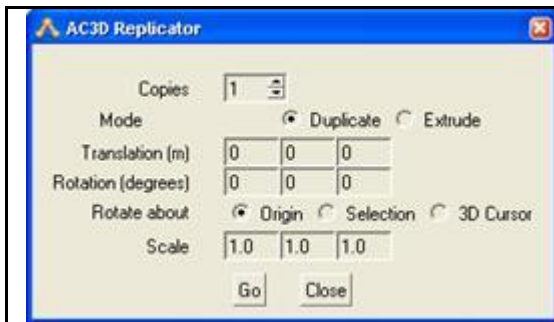 AC3D Replicator
Copies 1
Mode Duplicate Extrude
Translation (m) 0 0 0
Rotation (degrees) 0 0 0
Rotate about Origin Selection 3D Cursor
Scale 1.0 1.0 1.0
Go Close